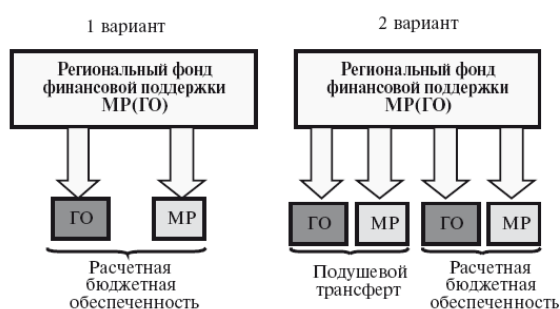 1 вариант
Региональный фонд
финансовой поддержки
МР(ГО)
ГО
МР
Расчетная
бюджетная
обеспеченность
2 вариант
Региональный фонд
финансовой поддержки
МР(ГО)
ГО
МР
ГО
МР
Подушевой
трансферт
Расчетная
бюджетная
обеспеченность